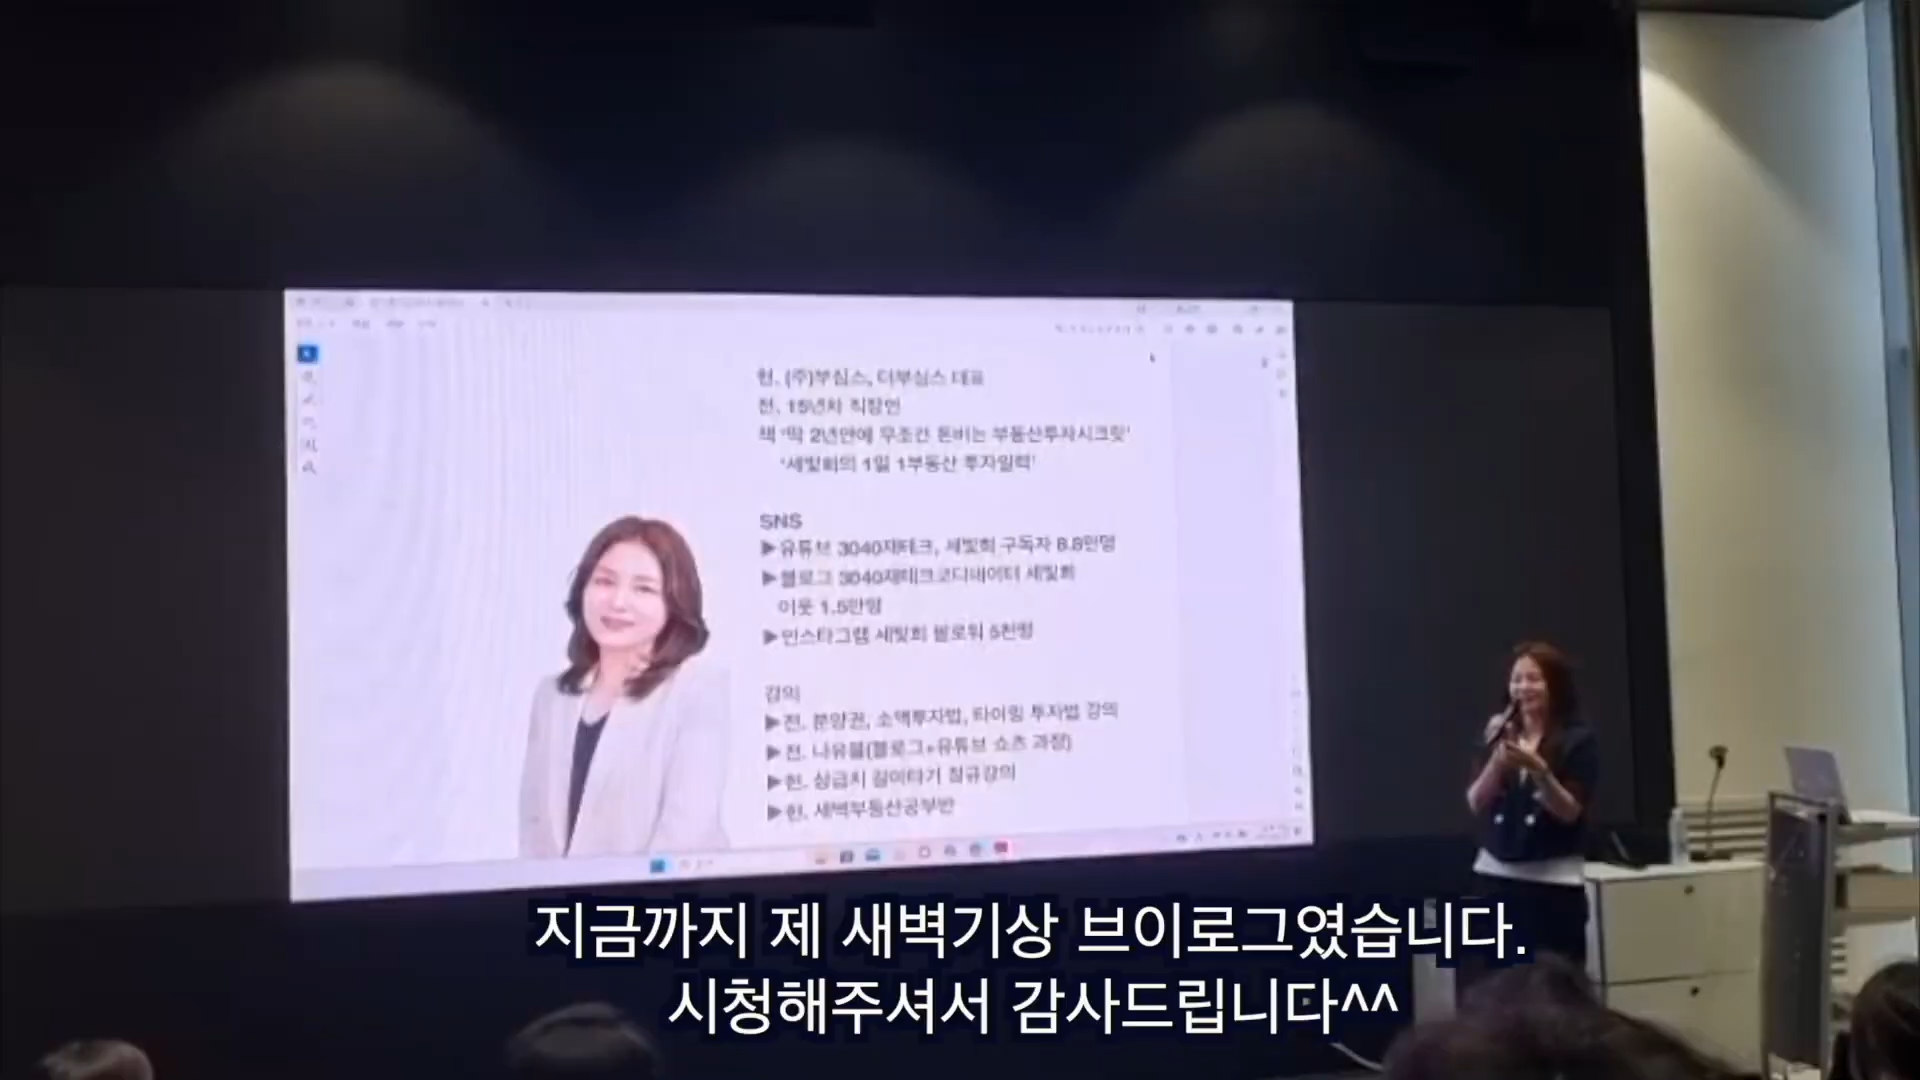 현. (주)부심스, 더부심스 대표
전. 15년차 직장인
책 '딱 2년안에 무조건 돈버는 부동산투자시크릿'
'세빛희의 1일 1부동산 투자일력'
SNS
▶유튜브 3040재테크, 세빛희 구독자 8.8만명
▶블로그 3040재테크코디네이터 세빛희
이웃 1.5만명
▶인스타그램 세빛희 팔로워 5천명
강의
▶전. 분양권, 소액투자법, 타이밍 투자법 강의
▶전. 나유블(블로그+유튜브 쇼츠 과정)
▶현. 상급지 갈아타기 정규강의
▶현. 새벽부동산공부반
지금까지 제 새벽기상 브이로그였습니다.
시청해주셔서 감사드립니다^^